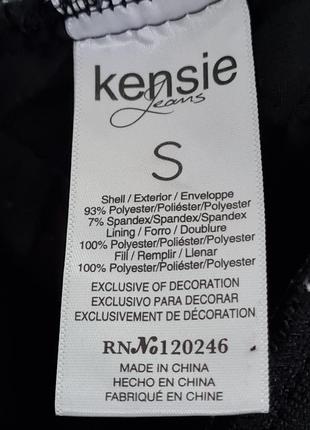 kensie
Jeans
S
Shell / Exterior / Enveloppe
93% Polyester/Poliéster/Polyester
7% Spandex/Spandex/Spandex
Lining / Forro / Doublure
100% Polyester/Poliéster/Polyester
Fill / Remplir / Llenar
100% Polyester/Poliéster/Polyester
EXCLUSIVE OF DECORATION
EXCLUSIVO PARA DECORAR
EXCLUSIVEMENT DE DÉCORATION
RN№120246
MADE IN CHINA
HECHO EN CHINA
FABRIQUÉ EN CHINE